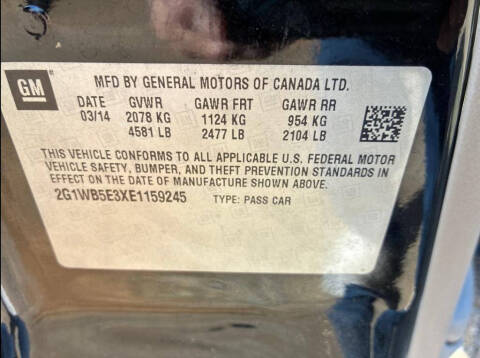 GM
MFD BY GENERAL MOTORS OF CANADA LTD.
DATE GVWR GAWR FRT GAWR RR
03/14 2078 KG 1124 KG 954 KG
4581 LB 2477 LB 2104 LB
THIS VEHICLE CONFORMS TO ALL APPLICABLE U.S. FEDERAL MOTOR
VEHICLE SAFETY, BUMPER, AND THEFT PREVENTION STANDARDS IN
EFFECT ON THE DATE OF MANUFACTURE SHOWN ABOVE.
2G1WB5E3XE1159245 TYPE: PASS CAR